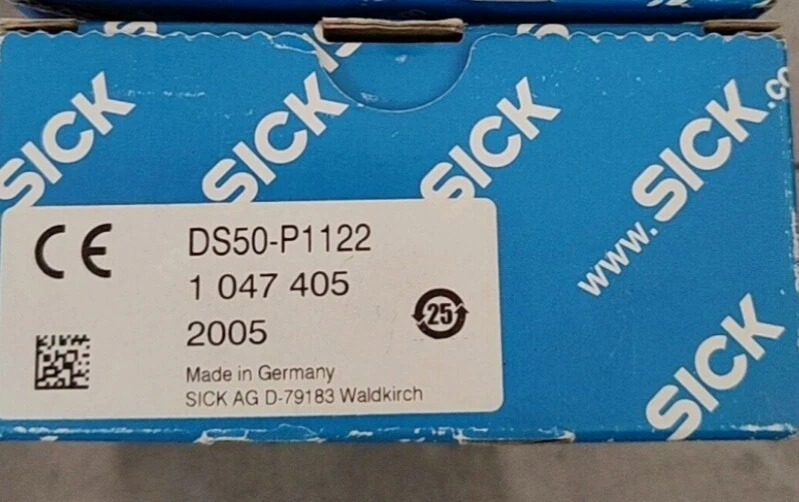 SICK
SICK
SICK
www.SICK.co
SICK
CE
DS50-P1122
1 047 405
2005
25
Made in Germany
SICK AG D-79183 Waldkirch